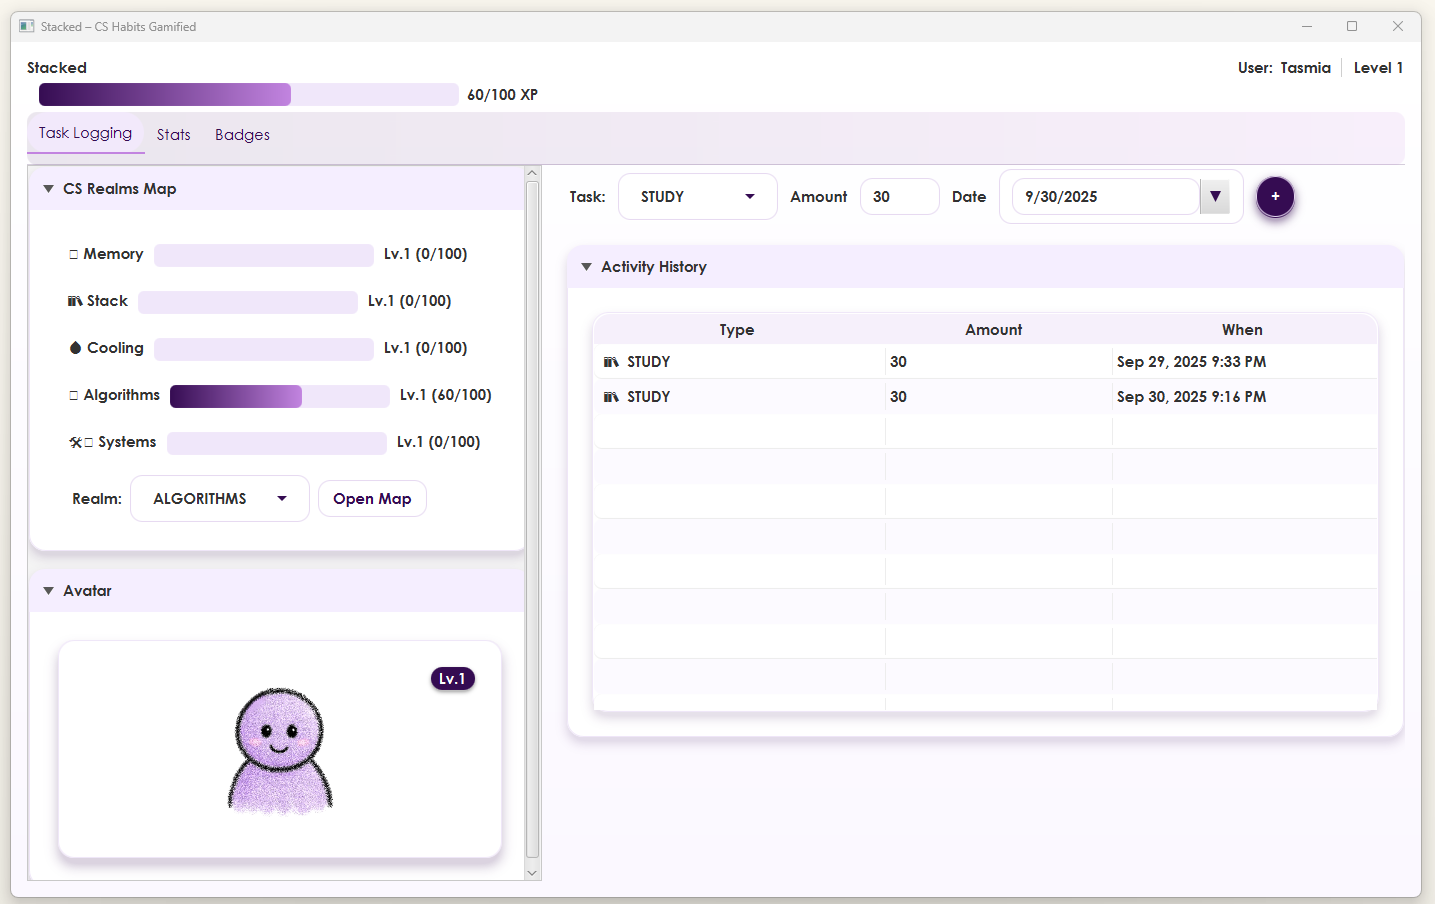 Stacked – CS Habits Gamified
Stacked
User: Tasmia
Level 1
60/100 XP
Task Logging
Stats
Badges
CS Realms Map
Memory Lv.1 (0/100)
Stack Lv.1 (0/100)
Cooling Lv.1 (0/100)
Algorithms Lv.1 (60/100)
Systems Lv.1 (0/100)
Realm: ALGORITHMS Open Map
Avatar
Lv.1
Task: STUDY Amount 30 Date 9/30/2025 +
Activity History
Type Amount When
STUDY 30 Sep 29, 2025 9:33 PM
STUDY 30 Sep 30, 2025 9:16 PM